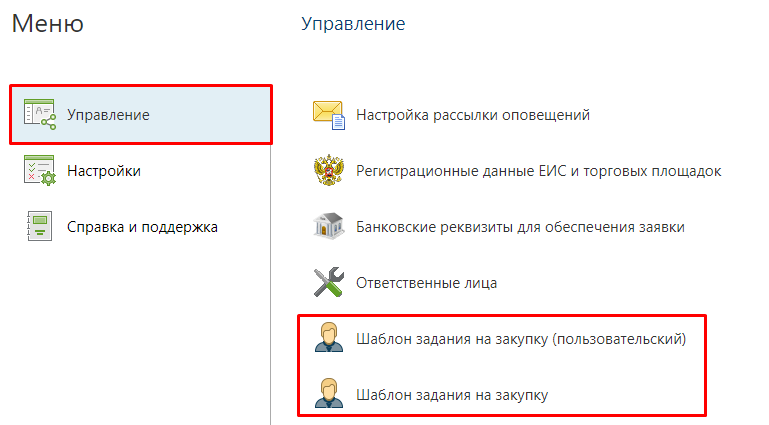 Меню
Управление
Управление
Настройки
Справка и поддержка
Настройка рассылки оповещений
Регистрационные данные ЕИС и торговых площадок
Банковские реквизиты для обеспечения заявки
Ответственные лица
Шаблон задания на закупку (пользовательский)
Шаблон задания на закупку